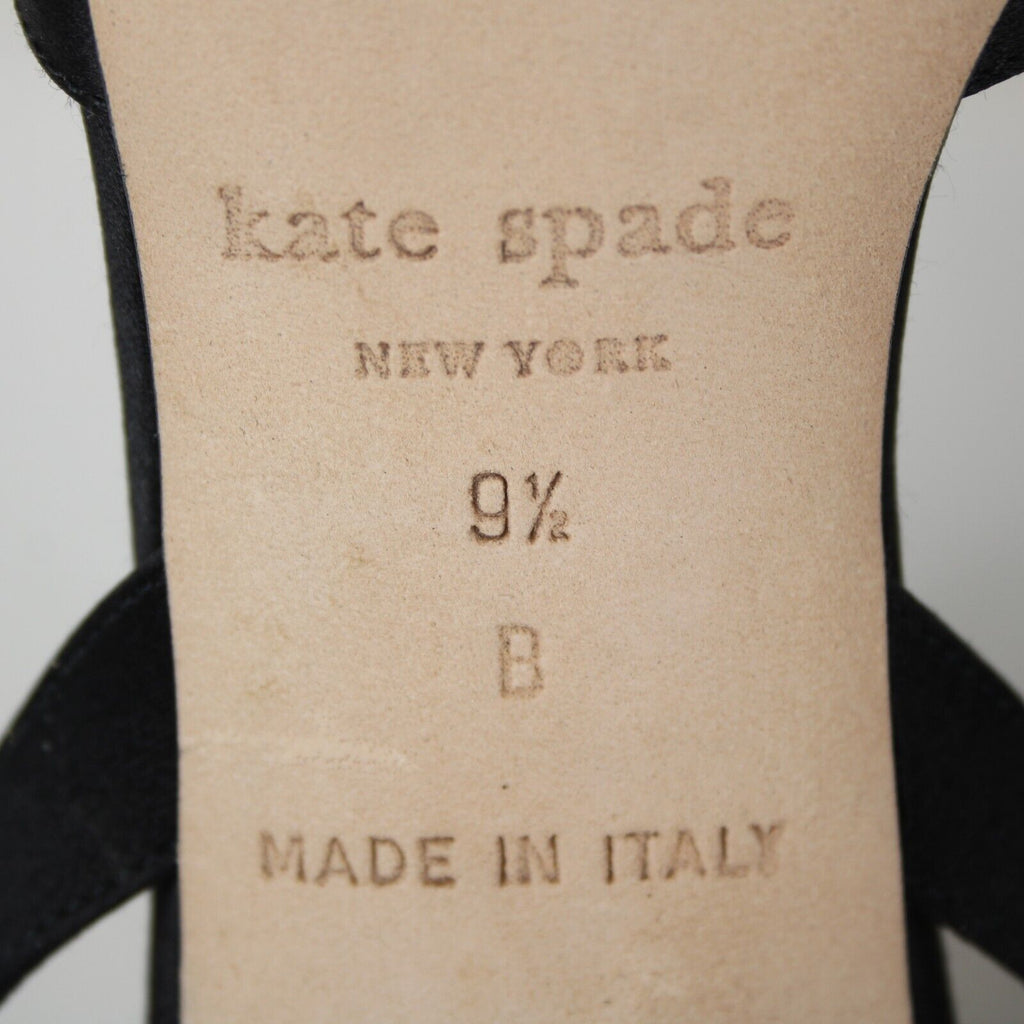 kate spade
NEW YORK
9½
B
MADE IN ITALY